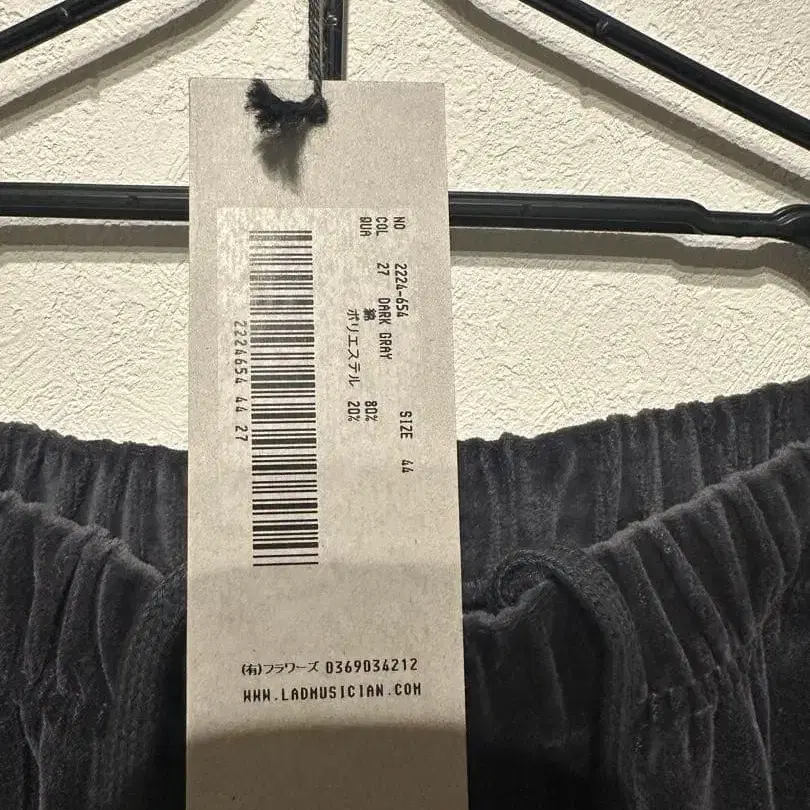 NO 2224-654 SIZE 44
COL 27 DARK GRAY
QUA 綿 80%
ポリエステル 20%
2224654 44 27
(有)フラワーズ 0369034212
WWW.LADMUSICIAN.COM